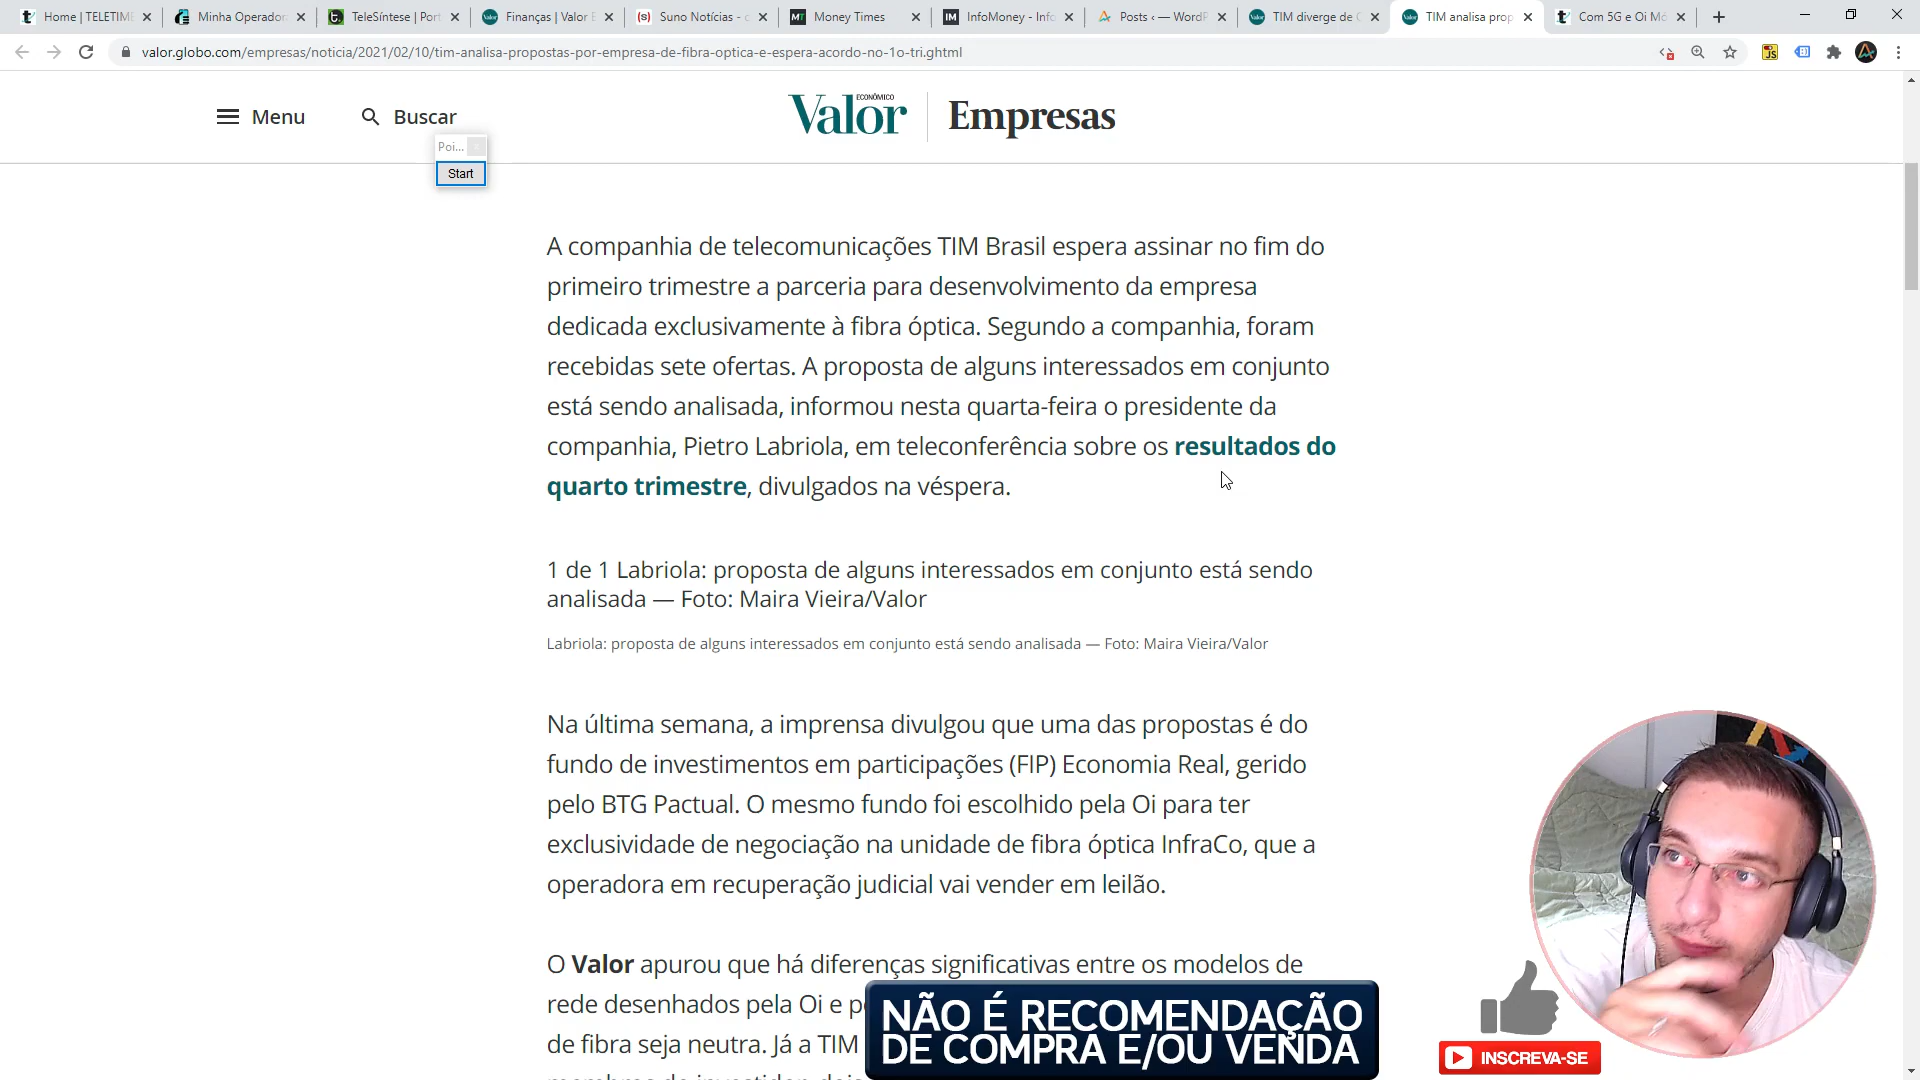 Home | TELETIME
Minha Operador
TeleSíntese | Port
Finanças | Valor E
Suno Notícias - c
Money Times
InfoMoney - Info
Posts ‹ — WordP
TIM diverge de
TIM analisa prop
Com 5G e Oi Mó
valor.globo.com/empresas/noticia/2021/02/10/tim-analisa-propostas-por-empresa-de-fibra-optica-e-espera-acordo-no-1o-tri.ghtml
Menu
Buscar
Valor ECONÔMICO
Empresas
Poi...
Start
A companhia de telecomunicações TIM Brasil espera assinar no fim do
primeiro trimestre a parceria para desenvolvimento da empresa
dedicada exclusivamente à fibra óptica. Segundo a companhia, foram
recebidas sete ofertas. A proposta de alguns interessados em conjunto
está sendo analisada, informou nesta quarta-feira o presidente da
companhia, Pietro Labriola, em teleconferência sobre os resultados do
quarto trimestre, divulgados na véspera.
1 de 1 Labriola: proposta de alguns interessados em conjunto está sendo
analisada — Foto: Maira Vieira/Valor
Labriola: proposta de alguns interessados em conjunto está sendo analisada — Foto: Maira Vieira/Valor
Na última semana, a imprensa divulgou que uma das propostas é do
fundo de investimentos em participações (FIP) Economia Real, gerido
pelo BTG Pactual. O mesmo fundo foi escolhido pela Oi para ter
exclusividade de negociação na unidade de fibra óptica InfraCo, que a
operadora em recuperação judicial vai vender em leilão.
O Valor apurou que há diferenças significativas entre os modelos de
rede desenhados pela Oi e
de fibra seja neutra. Já a TIM
NÃO É RECOMENDAÇÃO
DE COMPRA E/OU VENDA
INSCREVA-SE